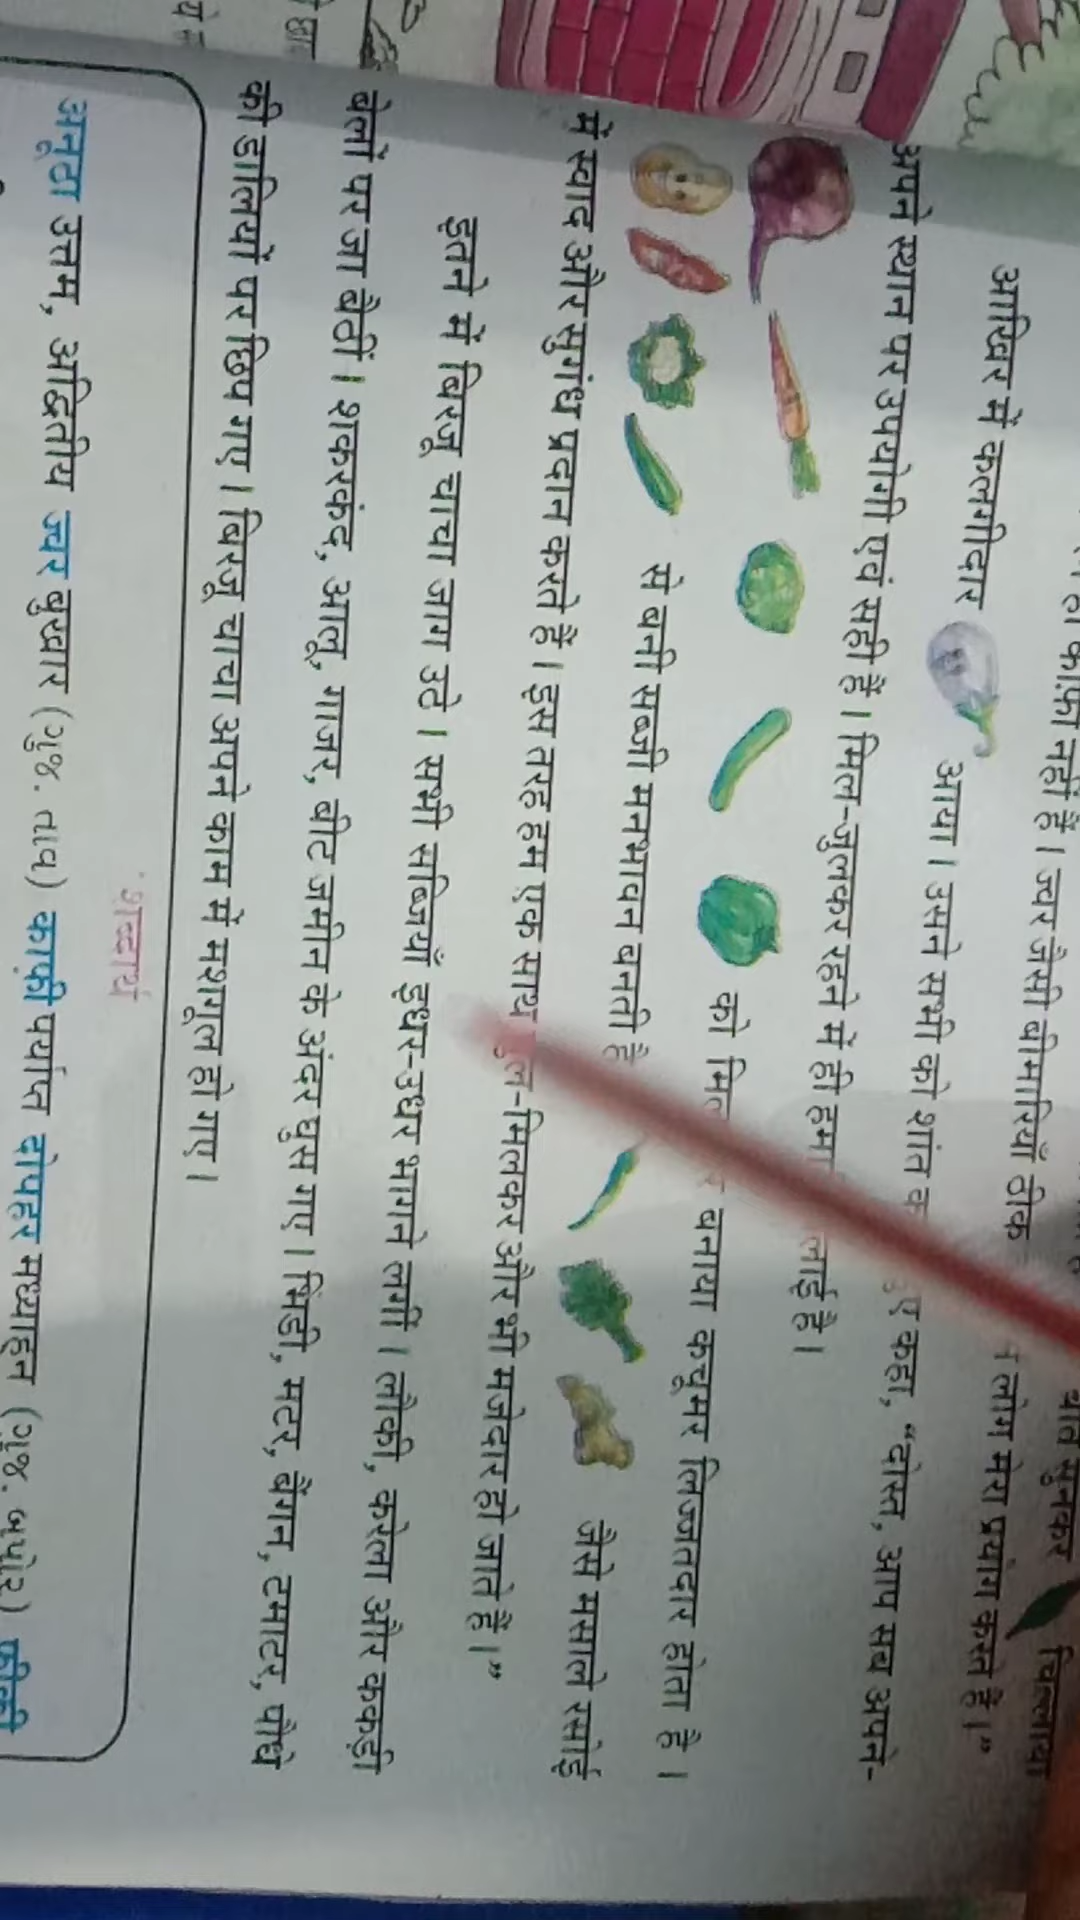 ही काफ़ी नहीं है। ज्वर जैसी बीमारियाँ ठीक
बात सुनकर चिल्लाया
लोग मेरा प्रयोग करते है।”
आखिर में कलगीदार आया। उसने सभी को शांत कहा, “दोस्त, आप सब अपने-
अपने स्थान पर उपयोगी एवं सही हैं। मिल-जुलकर रहने में ही है।
को बनाया कचूमर लिज्जतदार होता है।
से बनी सब्जी मनभावन बनती है जैसे मसाले रसोई
में स्वाद और सुगंध प्रदान करते हैं। इस तरह हम एक साथ मिलकर और भी मजेदार हो जाते हैं।”
इतने में बिरजू चाचा जाग उठे। सभी सब्जियाँ इधर-उधर भागने लगी। लौकी, करेला और ककड़ी
बेलों पर जा बैठीं। शकरकंद, आलू, गाजर, बीट जमीन के अंदर घुस गए। भिंडी, मटर, बैंगन, टमाटर, पौधे
की डालियों पर छिप गए। बिरजू चाचा अपने काम में मशगूल हो गए।
शब्दार्थ
अनूठा उत्तम, अद्वितीय ज्वर बुखार (ગુજ. તાવ) काफ़ी पर्याप्त दोपहर मध्याह्न (ગુજ. બપોર) फीकी